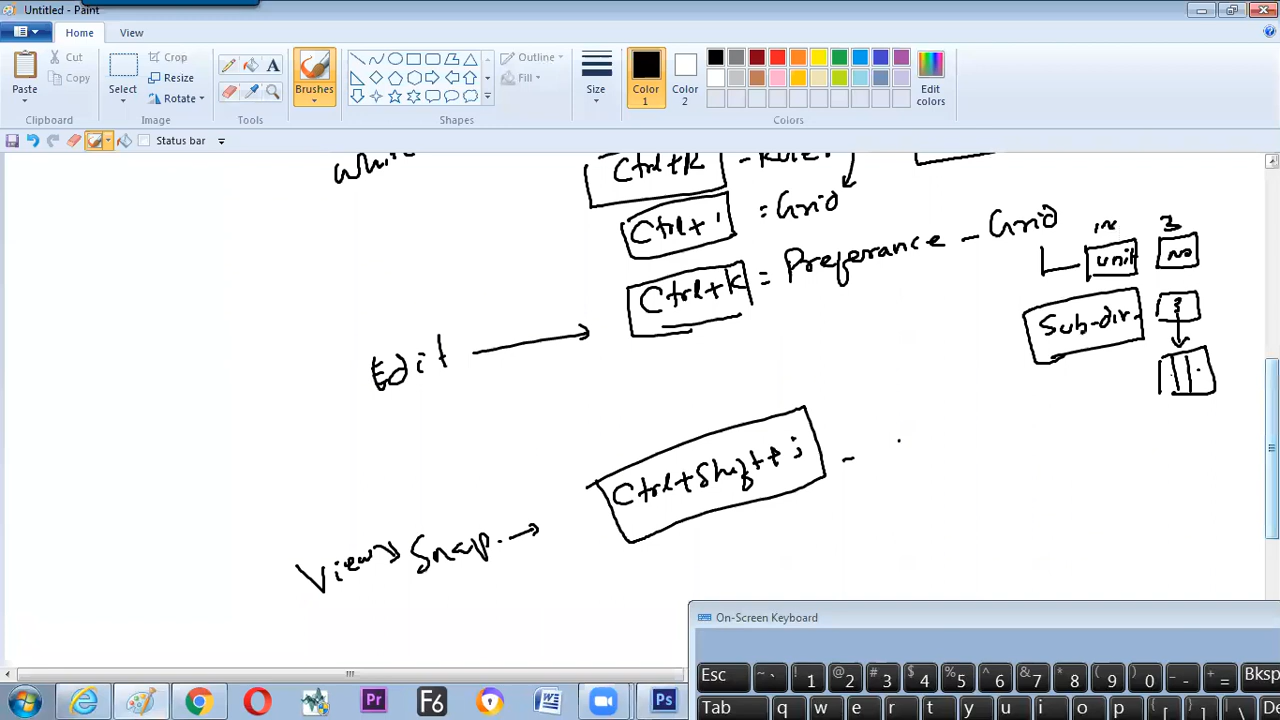 Untitled - Paint
Home View
Paste
Cut
Copy
Clipboard
Select
Crop
Resize
Rotate
Image
Tools
Brushes
Shapes
Outline
Fill
Size
Color 1
Color 2
Edit colors
Colors
Status bar
Ctrl+k -
Ctrl+' = Grid
Ctrl+k = Preferance - Grid
unit no
in 3
Sub-dir- 3
Edit
Ctrl+Shift+; -
View Snap.
On-Screen Keyboard
Esc ~ ` ! 1 @ 2 # 3 $ 4 % 5 ^ 6 & 7 * 8 ( 9 ) 0 _ - + = Bksp
Tab q w e r t y u i o p { [ } ] | \ De
Pr F6 Ps